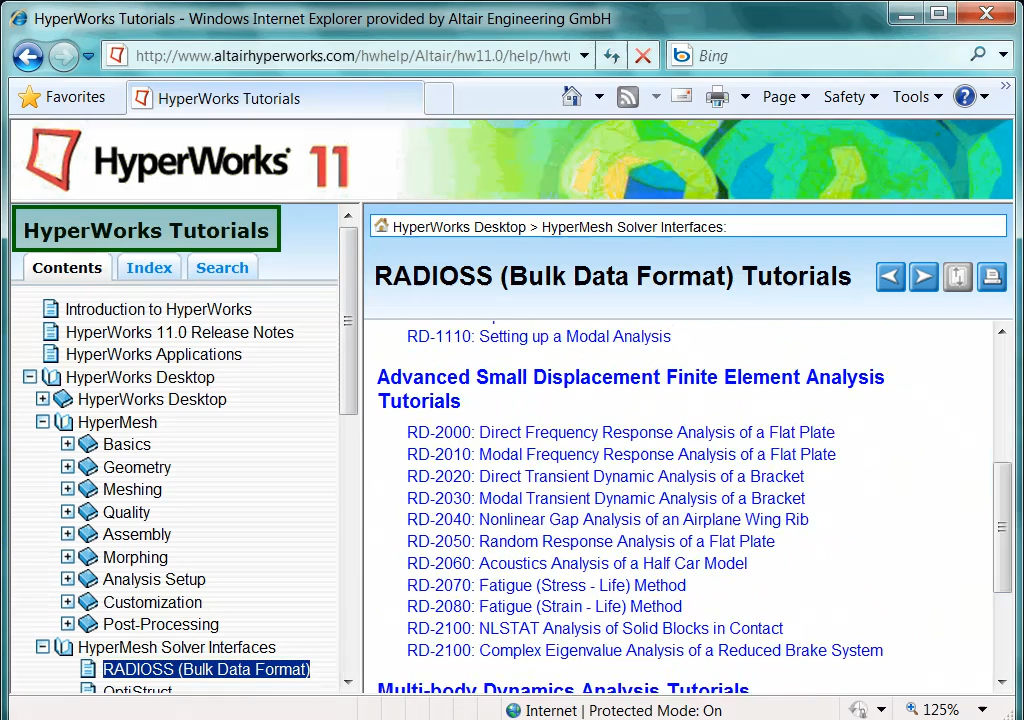 HyperWorks Tutorials - Windows Internet Explorer provided by Altair Engineering GmbH
http://www.altairhyperworks.com/hwhelp/Altair/hw11.0/help/hwt
Bing
Favorites
HyperWorks Tutorials
Page
Safety
Tools
HyperWorks 11
HyperWorks Tutorials
Contents
Index
Search
Introduction to HyperWorks
HyperWorks 11.0 Release Notes
HyperWorks Applications
HyperWorks Desktop
HyperWorks Desktop
HyperMesh
Basics
Geometry
Meshing
Quality
Assembly
Morphing
Analysis Setup
Customization
Post-Processing
HyperMesh Solver Interfaces
RADIOSS (Bulk Data Format)
OptiStruct
HyperWorks Desktop > HyperMesh Solver Interfaces:
RADIOSS (Bulk Data Format) Tutorials
RD-1110: Setting up a Modal Analysis
Advanced Small Displacement Finite Element Analysis
Tutorials
RD-2000: Direct Frequency Response Analysis of a Flat Plate
RD-2010: Modal Frequency Response Analysis of a Flat Plate
RD-2020: Direct Transient Dynamic Analysis of a Bracket
RD-2030: Modal Transient Dynamic Analysis of a Bracket
RD-2040: Nonlinear Gap Analysis of an Airplane Wing Rib
RD-2050: Random Response Analysis of a Flat Plate
RD-2060: Acoustics Analysis of a Half Car Model
RD-2070: Fatigue (Stress - Life) Method
RD-2080: Fatigue (Strain - Life) Method
RD-2100: NLSTAT Analysis of Solid Blocks in Contact
RD-2100: Complex Eigenvalue Analysis of a Reduced Brake System
Multi-body Dynamics Analysis Tutorials
Internet | Protected Mode: On
125%